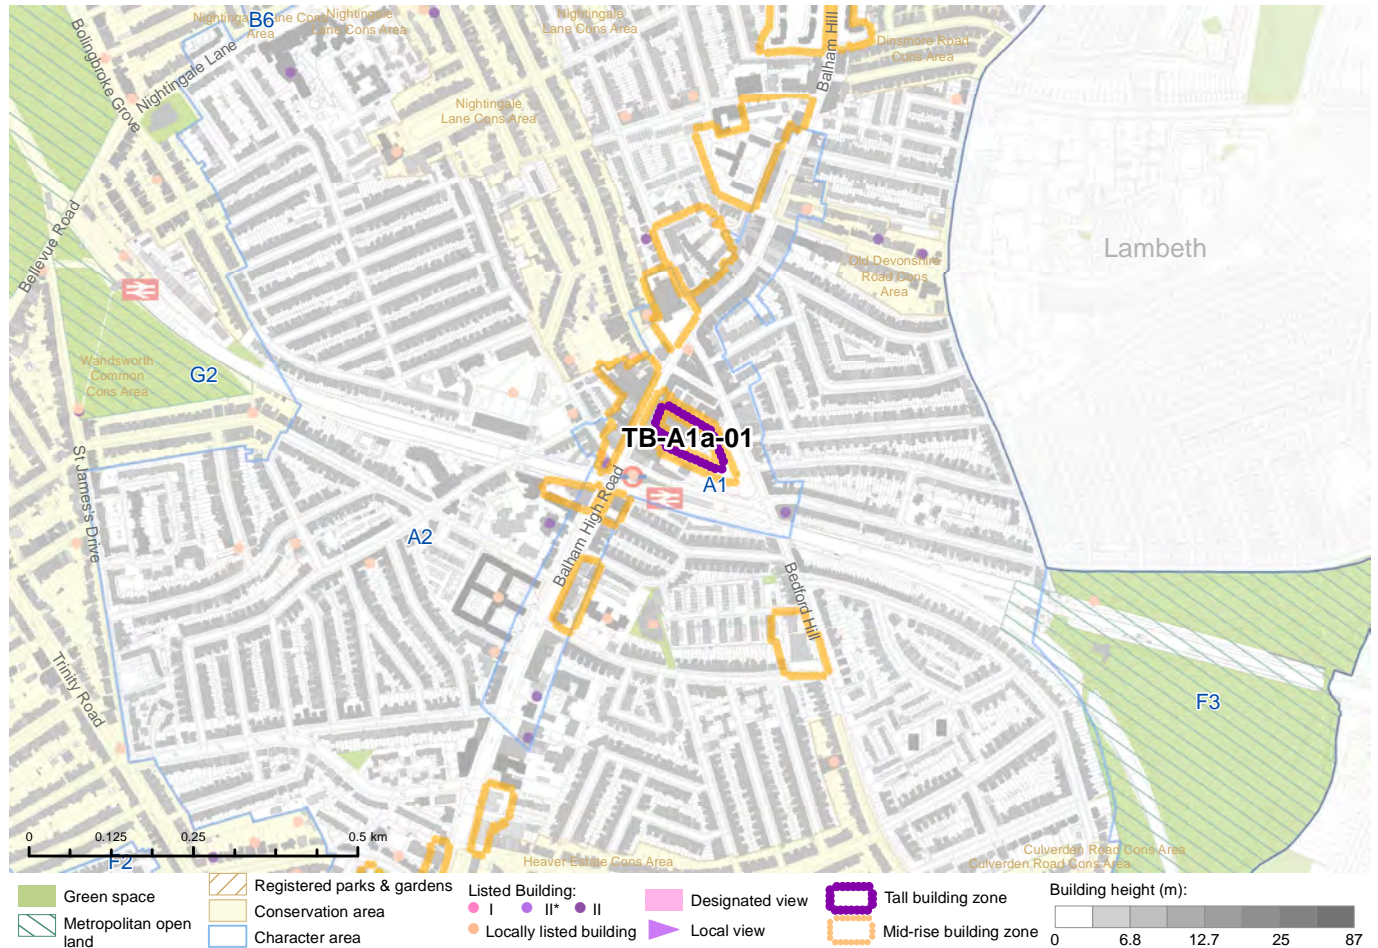 B6
Nightingale
Lane Cons
Area
Nightingale
Lane Cons Area
Nightingale
Lane Cons Area
Balham Hill
Dinsmore Road
Cons Area
Bolingbroke Grove
Nightingale Lane
Nightingale
Lane Cons Area
Bellevue Road
Lambeth
Old Devonshire
Road Cons
Area
Wandsworth
Common
Cons Area
G2
TB-A1a-01
A1
St James's Drive
A2
Balham High Road
Bedford Hill
Trinity Road
F3
0 0.125 0.25 0.5 km
F2
Heaver Estate Cons Area
Culverden Road Cons Area
Culverden Road Cons Area
Green space
Metropolitan open
land
Registered parks & gardens
Conservation area
Character area
Listed Building:
I II* II
Locally listed building
Designated view
Local view
Tall building zone
Mid-rise building zone
Building height (m):
0 6.8 12.7 25 87